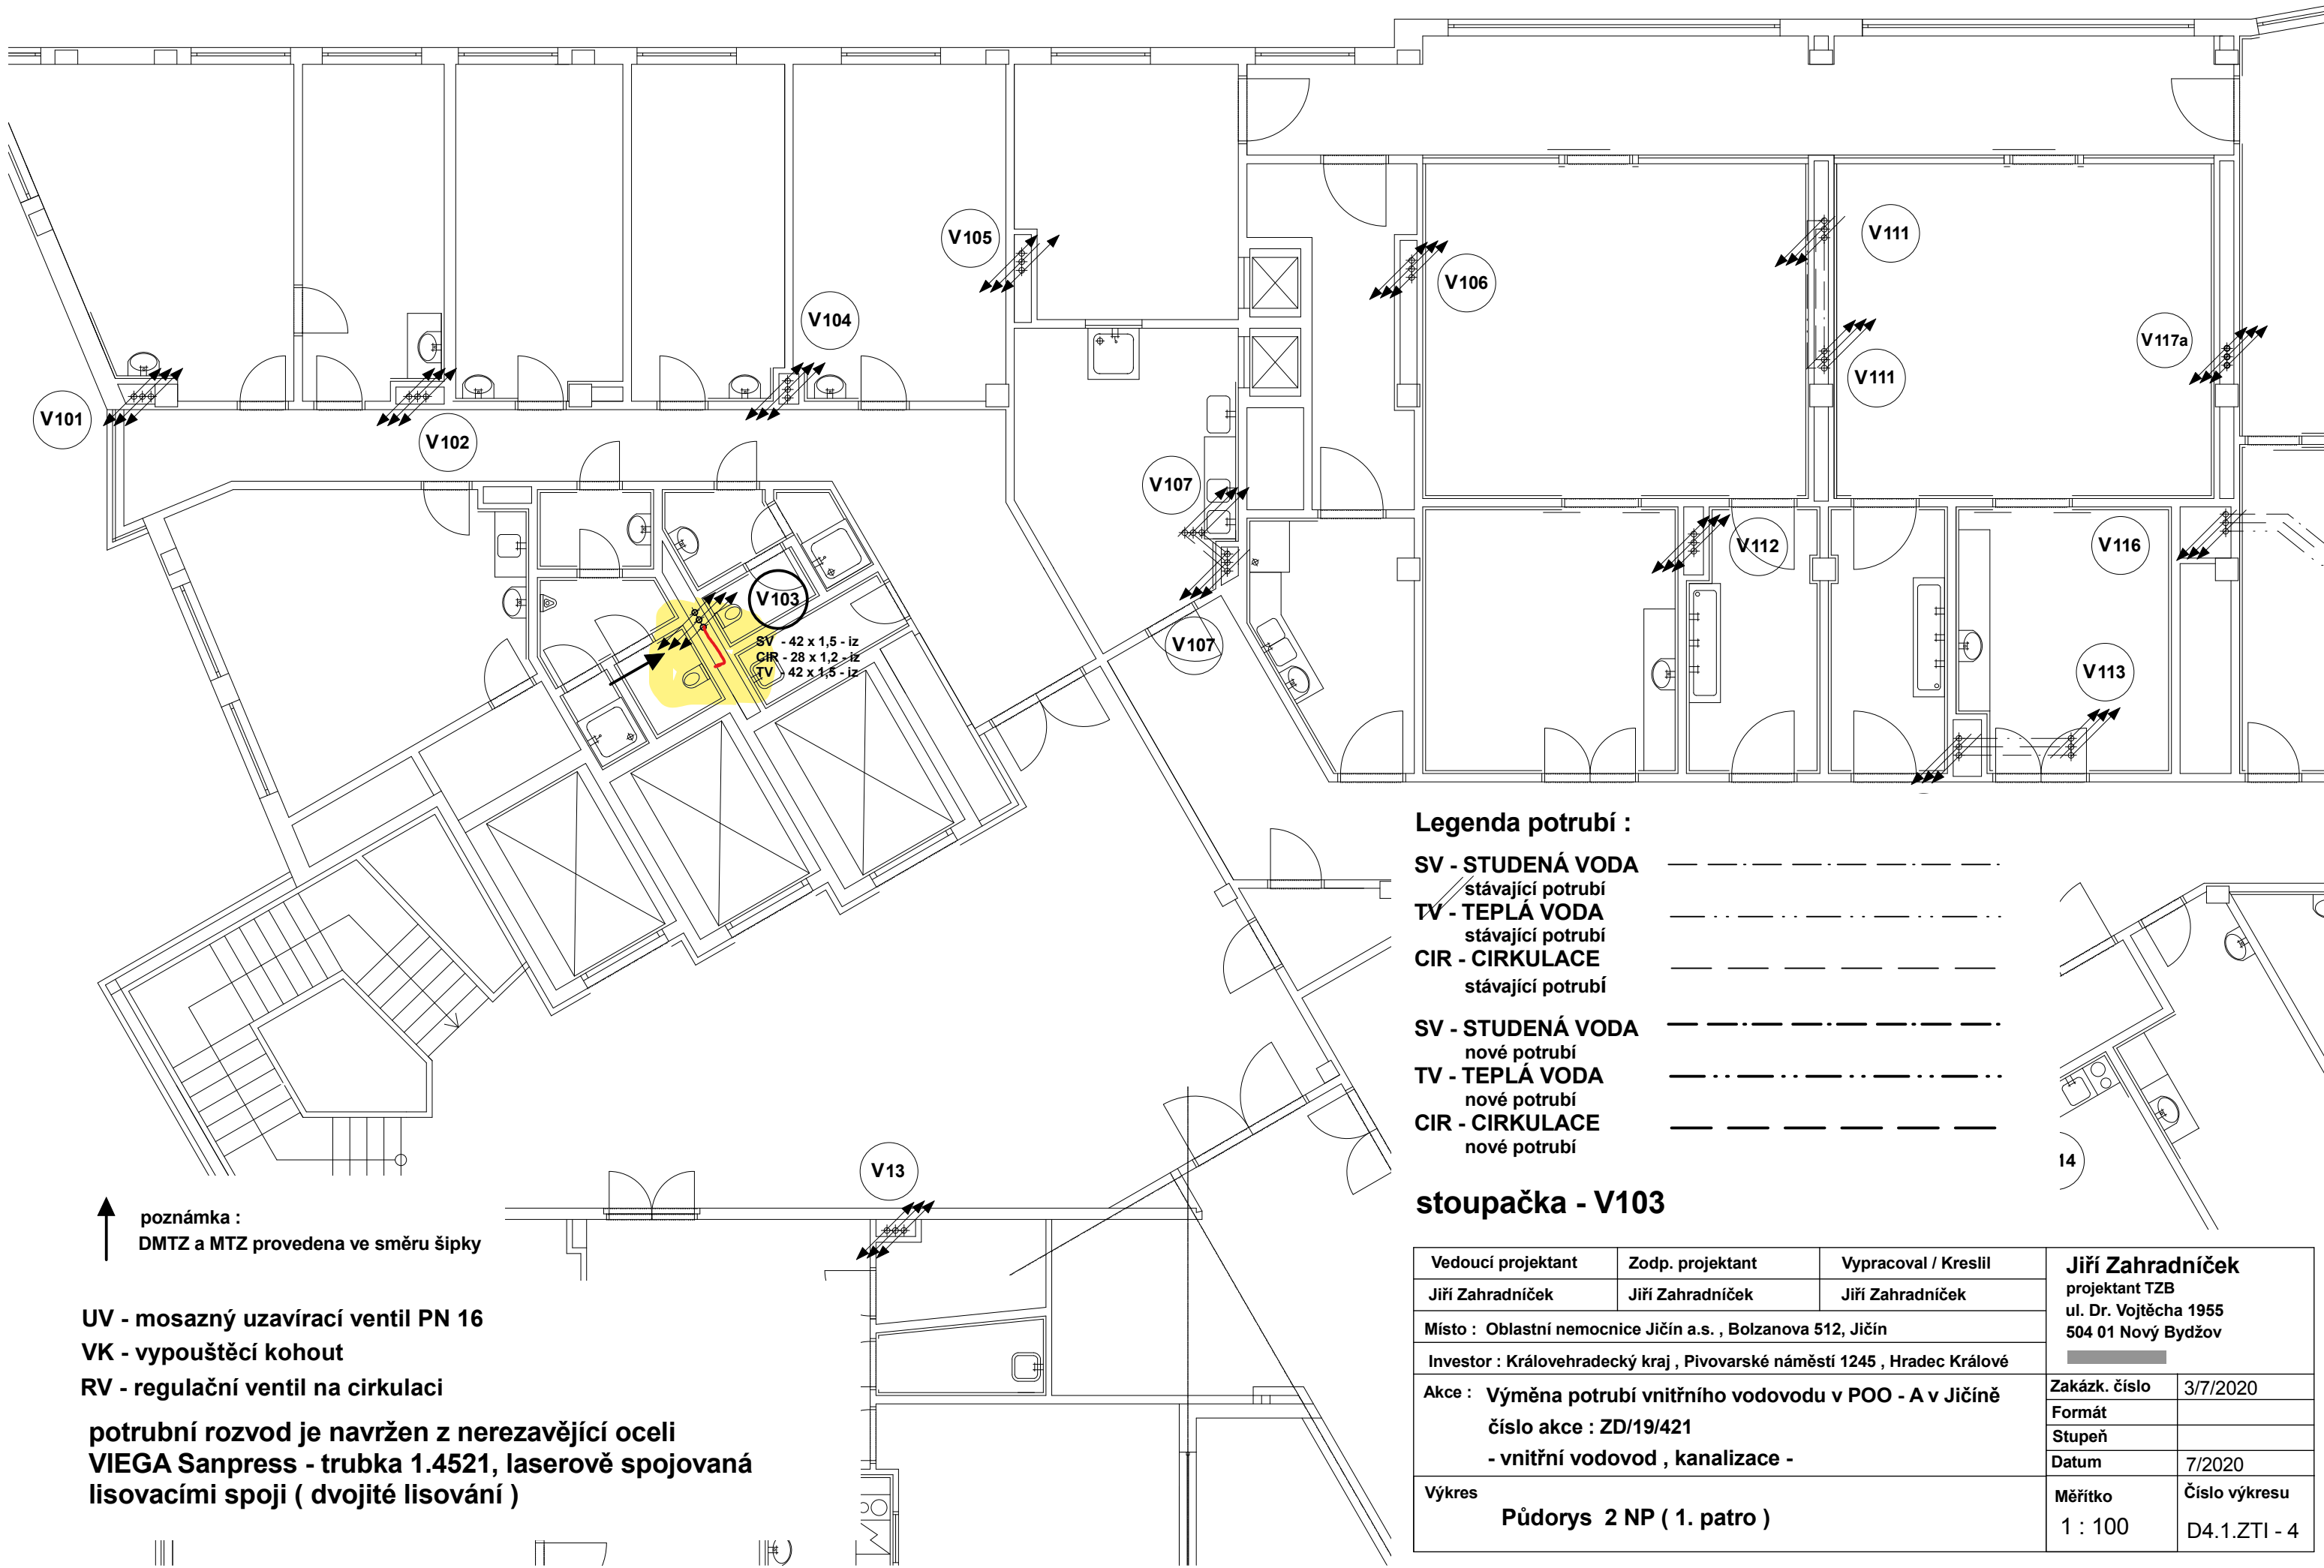 V105
V106
V111
V104
V117a
V111
V101
V102
V107
V112
V116
V103
SV - 42 x 1,5 - iz
CIR - 28 x 1,2 - iz
TV - 42 x 1,5 - iz
V107
V113
Legenda potrubí :
SV - STUDENÁ VODA
stávající potrubí
TV - TEPLÁ VODA
stávající potrubí
CIR - CIRKULACE
stávající potrubí
SV - STUDENÁ VODA
nové potrubí
TV - TEPLÁ VODA
nové potrubí
CIR - CIRKULACE
nové potrubí
14
V13
stoupačka - V103
poznámka :
DMTZ a MTZ provedena ve směru šipky
UV - mosazný uzavírací ventil PN 16
VK - vypouštěcí kohout
RV - regulační ventil na cirkulaci
potrubní rozvod je navržen z nerezavějící oceli
VIEGA Sanpress - trubka 1.4521, laserově spojovaná
lisovacími spoji ( dvojité lisování )
Vedoucí projektant
Zodp. projektant
Vypracoval / Kreslil
Jiří Zahradníček
Jiří Zahradníček
Jiří Zahradníček
Jiří Zahradníček
projektant TZB
ul. Dr. Vojtěcha 1955
504 01 Nový Bydžov
Místo : Oblastní nemocnice Jičín a.s. , Bolzanova 512, Jičín
Investor : Královehradecký kraj , Pivovarské náměstí 1245 , Hradec Králové
Akce : Výměna potrubí vnitřního vodovodu v POO - A v Jičíně
číslo akce : ZD/19/421
- vnitřní vodovod , kanalizace -
Zakázk. číslo 3/7/2020
Formát
Stupeň
Datum 7/2020
Výkres
Půdorys 2 NP ( 1. patro )
Měřítko
1 : 100
Číslo výkresu
D4.1.ZTI - 4